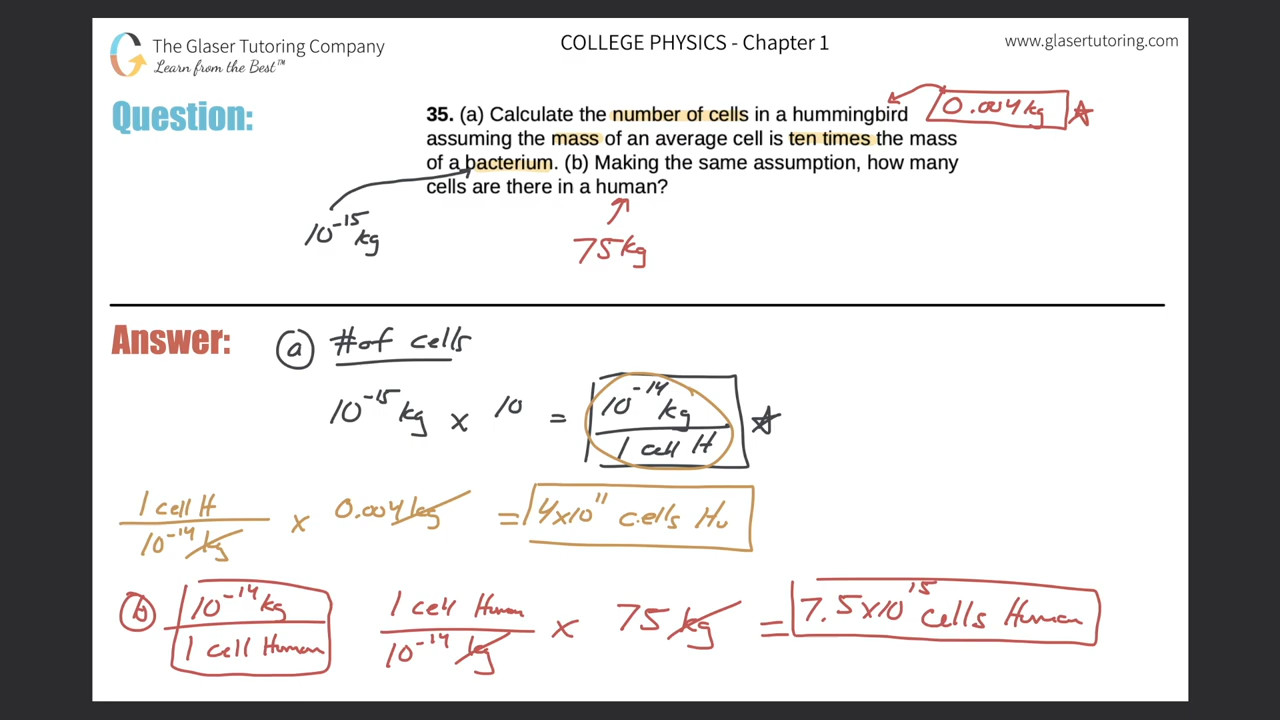 The Glaser Tutoring Company
Learn from the Best™
COLLEGE PHYSICS - Chapter 1
www.glasertutoring.com
Question:
35. (a) Calculate the number of cells in a hummingbird
assuming the mass of an average cell is ten times the mass
of a bacterium. (b) Making the same assumption, how many
cells are there in a human?
0.004 kg ☆
10⁻¹⁵ kg
75 kg
Answer:
(a) # of cells
10⁻¹⁵ kg x 10 = 10⁻¹⁴ kg / 1 cell H ☆
1 cell H / 10⁻¹⁴ kg x 0.004 kg = 4x10¹¹ cells Hu
(b) 10⁻¹⁴ kg / 1 cell Human
1 cell Human / 10⁻¹⁴ kg x 75 kg = 7.5x10¹⁵ cells Human